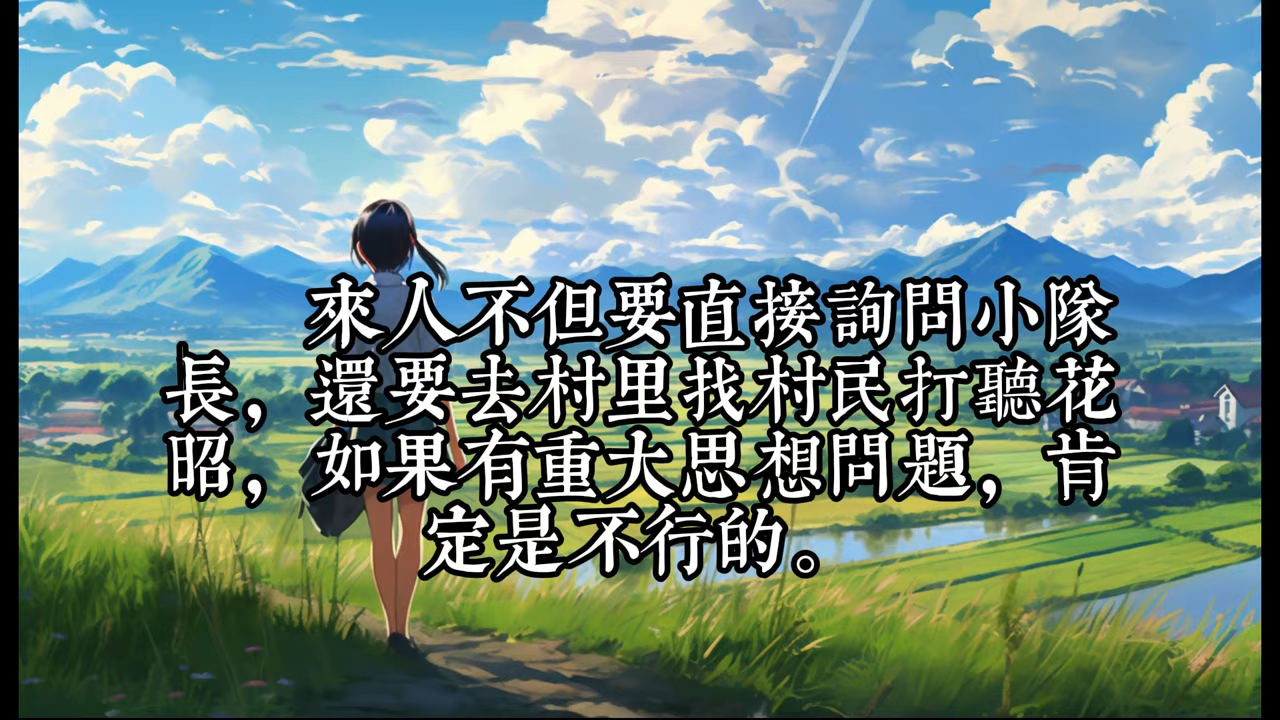 來人不但要直接詢問小隊
長，還要去村里找村民打聽花
昭，如果有重大思想問題，肯
定是不行的。